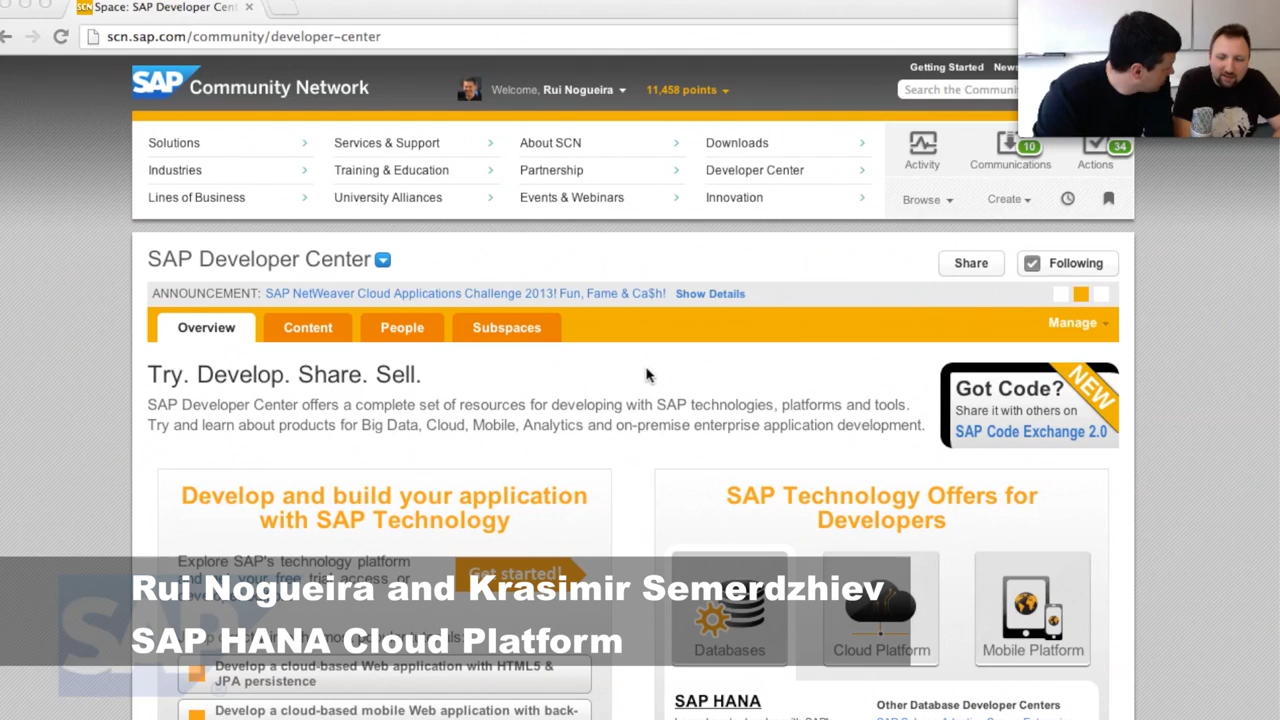 SCN Space: SAP Developer Cent
scn.sap.com/community/developer-center
SAP Community Network
Welcome, Rui Nogueira
11,458 points
Getting Started
News
Search the Communi
Solutions
Services & Support
About SCN
Downloads
Industries
Training & Education
Partnership
Developer Center
Lines of Business
University Alliances
Events & Webinars
Innovation
10
34
Activity
Communications
Actions
Browse
Create
SAP Developer Center
Share
Following
ANNOUNCEMENT: SAP NetWeaver Cloud Applications Challenge 2013! Fun, Fame & Ca$h! Show Details
Overview
Content
People
Subspaces
Manage
Try. Develop. Share. Sell.
SAP Developer Center offers a complete set of resources for developing with SAP technologies, platforms and tools.
Try and learn about products for Big Data, Cloud, Mobile, Analytics and on-premise enterprise application development.
Got Code?
NEW
Share it with others on
SAP Code Exchange 2.0
Develop and build your application
with SAP Technology
Explore SAP's technology platform
Get started!
SAP Technology Offers for
Developers
Databases
Cloud Platform
Mobile Platform
Rui Nogueira and Krasimir Semerdzhiev
SAP HANA Cloud Platform
Develop a cloud-based Web application with HTML5 &
JPA persistence
Develop a cloud-based mobile Web application with back-
SAP HANA
Other Database Developer Centers